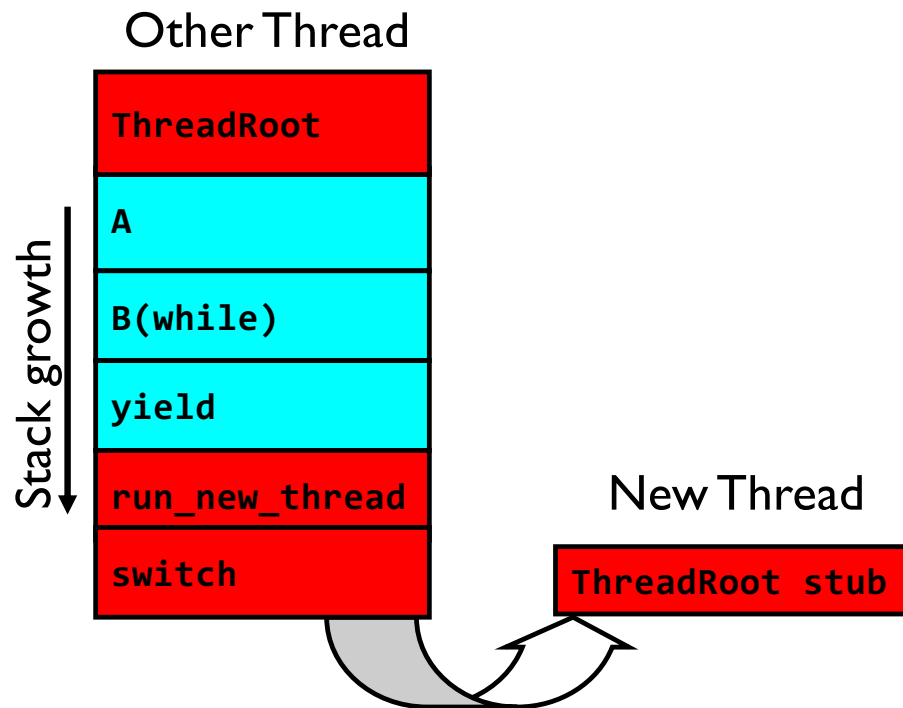 Other Thread
ThreadRoot
A
B(while)
yield
run_new_thread
switch
Stack growth
New Thread
ThreadRoot stub